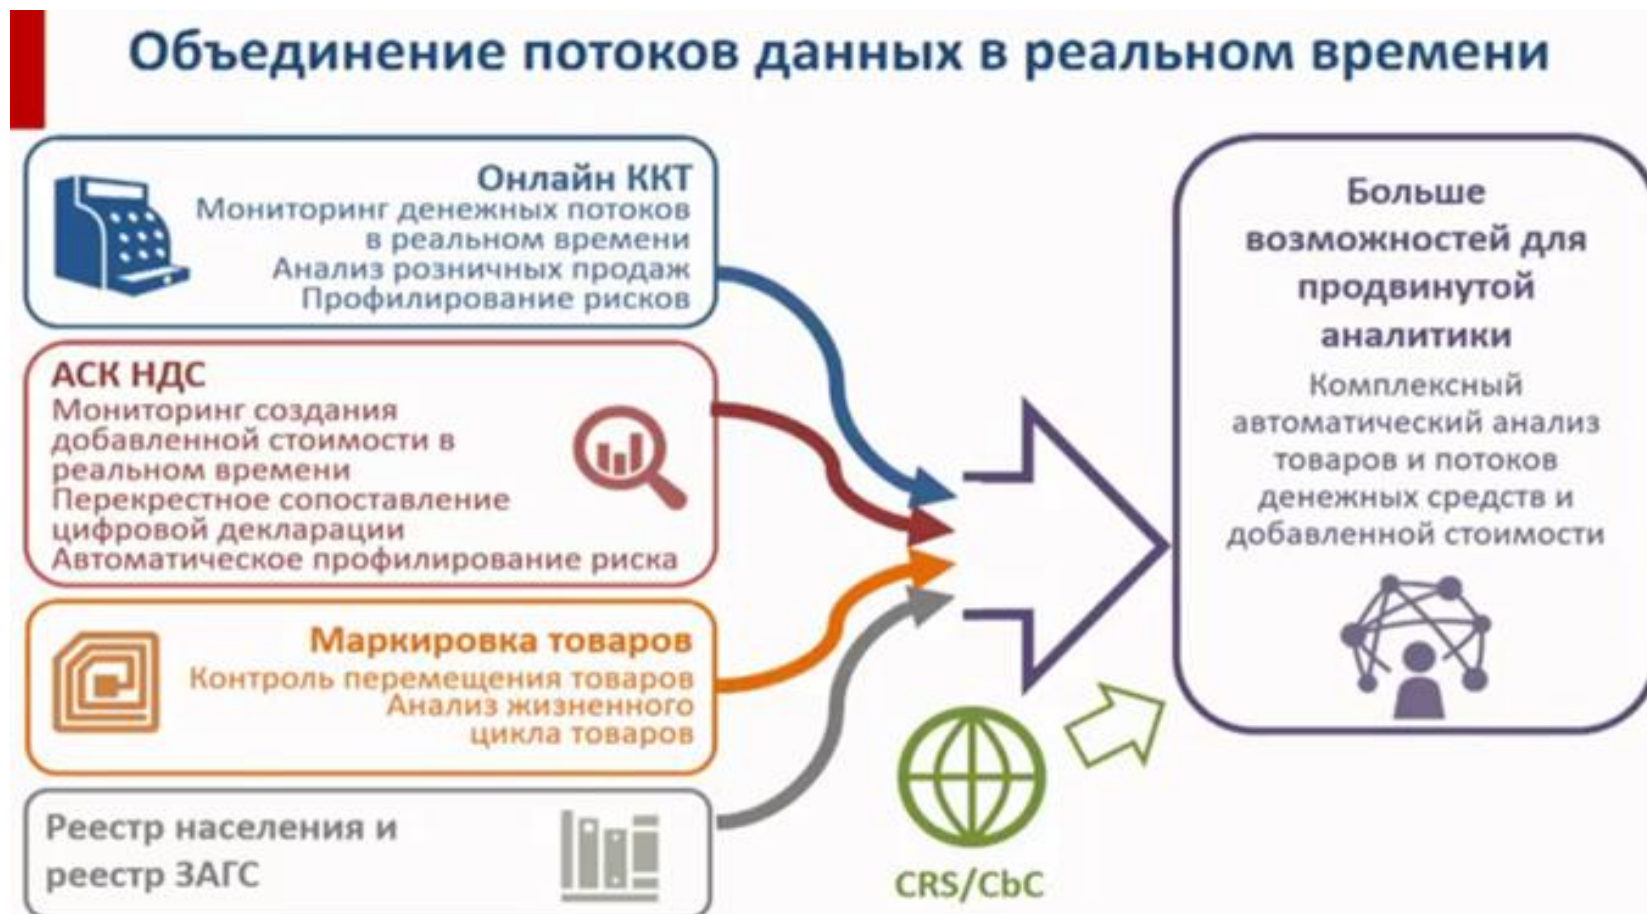 Объединение потоков данных в реальном времени
Онлайн ККТ
Мониторинг денежных потоков
в реальном времени
Анализ розничных продаж
Профилирование рисков
АСК НДС
Мониторинг создания
добавленной стоимости в
реальном времени
Перекрестное сопоставление
цифровой декларации
Автоматическое профилирование риска
Маркировка товаров
Контроль перемещения товаров
Анализ жизненного
цикла товаров
Реестр населения и
реестр ЗАГС
CRS/CbC
Больше
возможностей для
продвинутой
аналитики
Комплексный
автоматический анализ
товаров и потоков
денежных средств и
добавленной стоимости